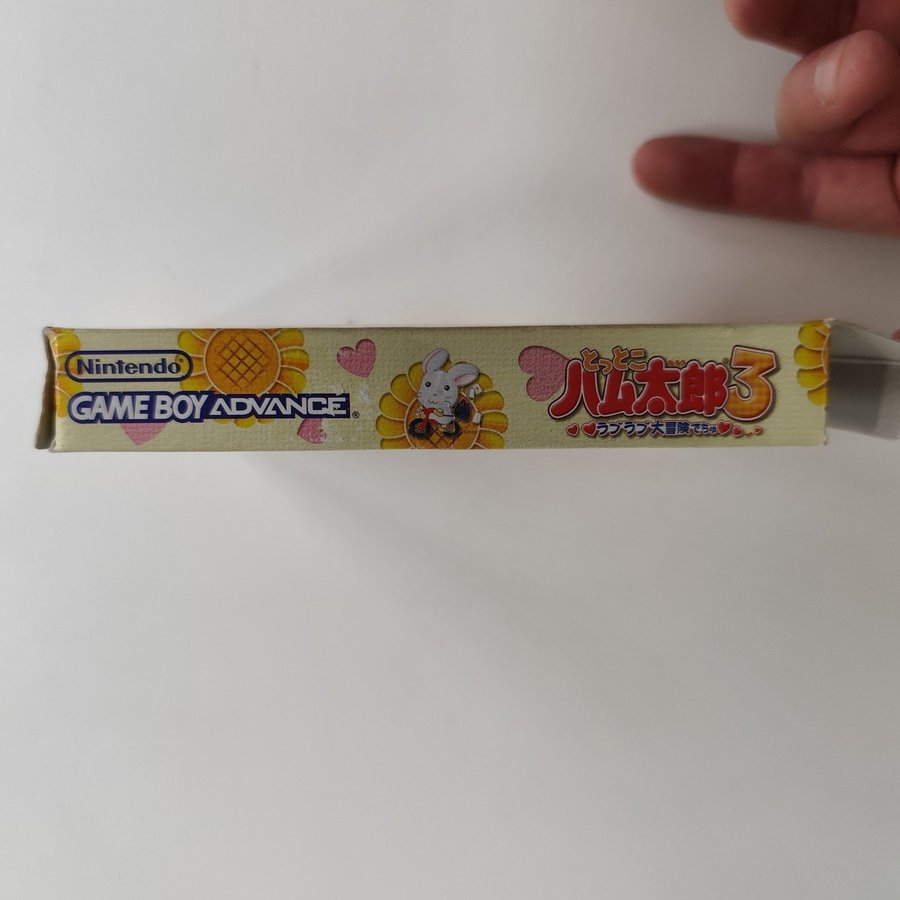 Nintendo®
GAME BOY ADVANCE®
とっとこ
ハム太郎3
ラブラブ大冒険でちゅ